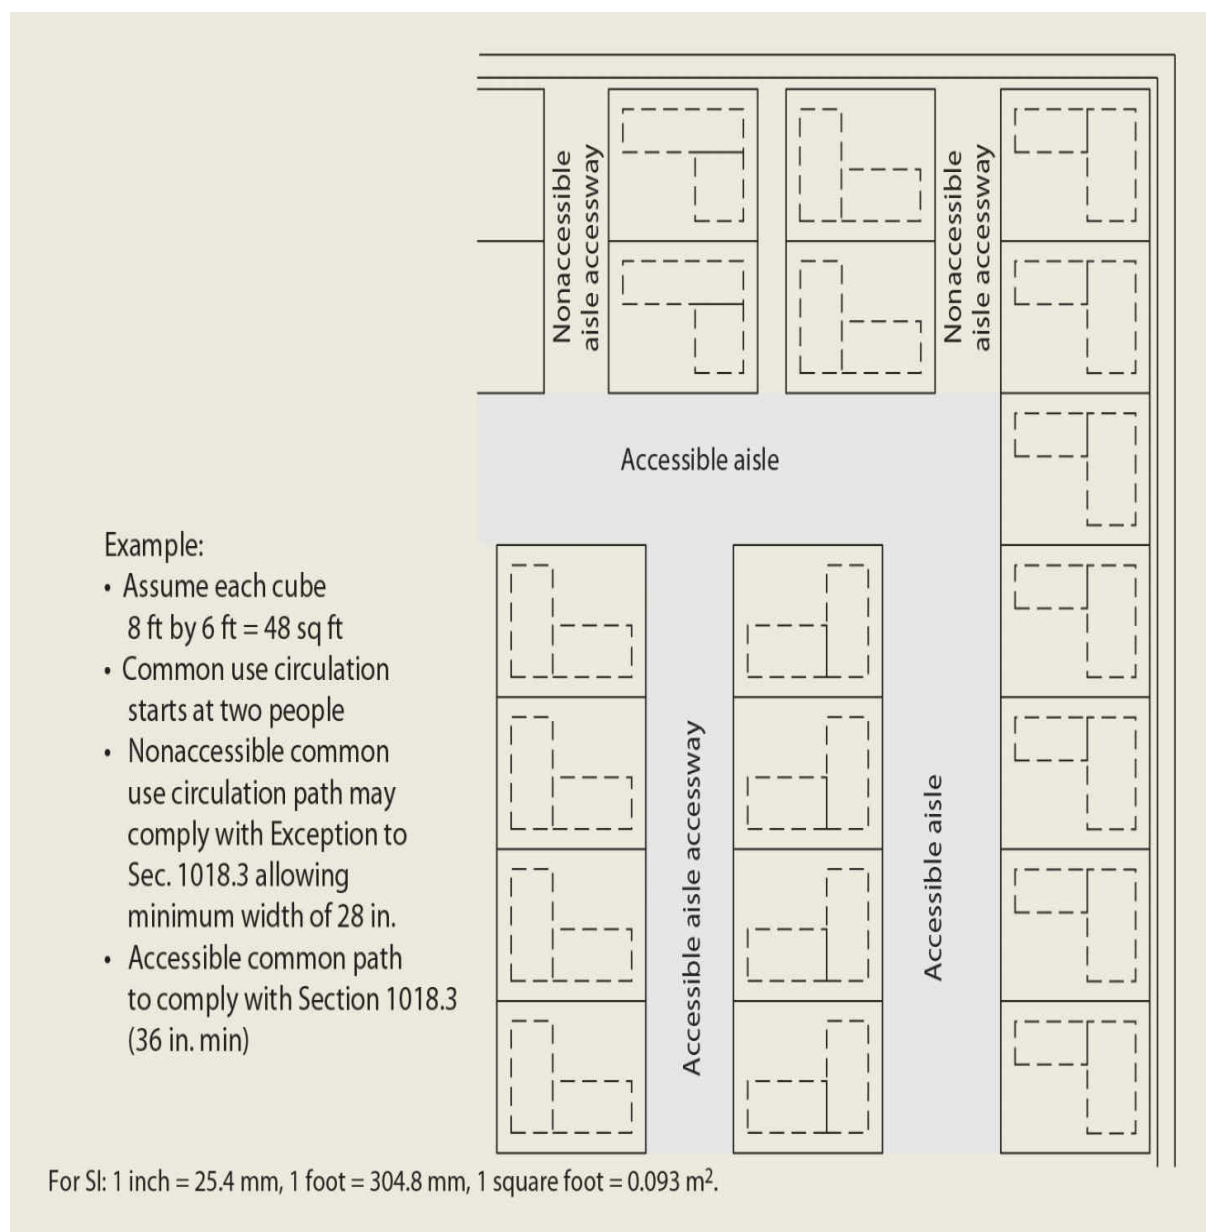 Nonaccessible
aisle accessway
Nonaccessible
aisle accessway
Accessible aisle
Example:
• Assume each cube
8 ft by 6 ft = 48 sq ft
• Common use circulation
starts at two people
• Nonaccessible common
use circulation path may
comply with Exception to
Sec. 1018.3 allowing
minimum width of 28 in.
• Accessible common path
to comply with Section 1018.3
(36 in. min)
Accessible aisle accessway
Accessible aisle
For SI: 1 inch = 25.4 mm, 1 foot = 304.8 mm, 1 square foot = 0.093 m².